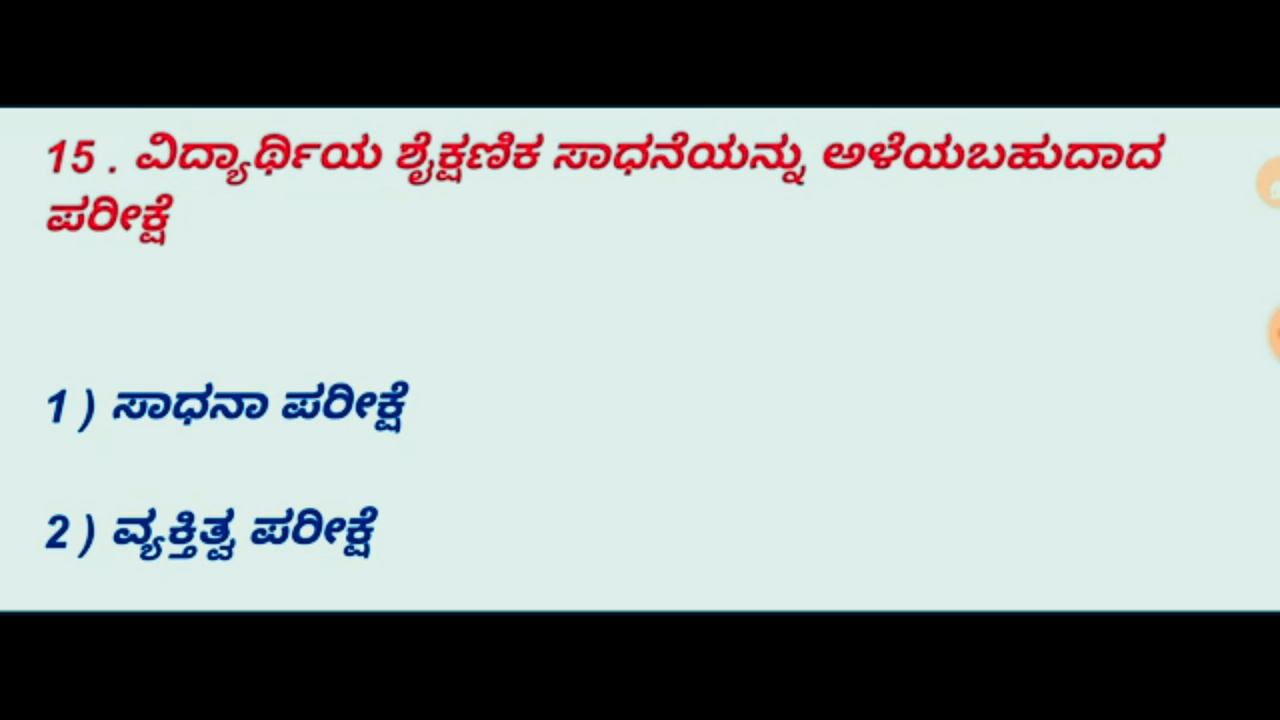 15 . ವಿದ್ಯಾರ್ಥಿಯ ಶೈಕ್ಷಣಿಕ ಸಾಧನೆಯನ್ನು ಅಳೆಯಬಹುದಾದ
ಪರೀಕ್ಷೆ
1 ) ಸಾಧನಾ ಪರೀಕ್ಷೆ
2 ) ವ್ಯಕ್ತಿತ್ವ ಪರೀಕ್ಷೆ